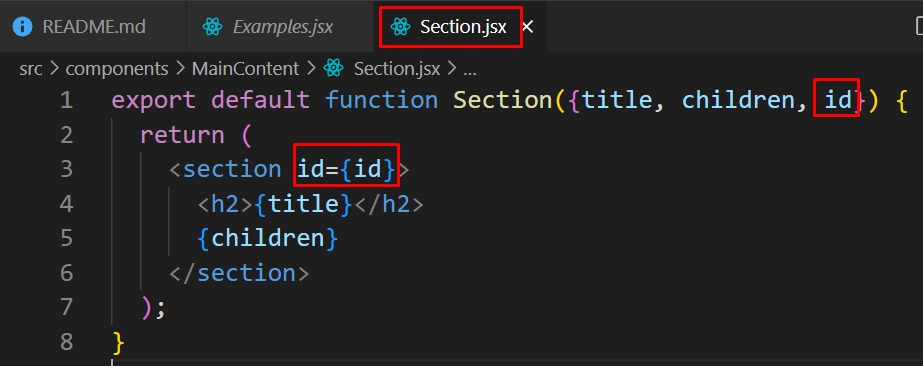 README.md Examples.jsx Section.jsx ×
src > components > MainContent > Section.jsx > ...
1 export default function Section({title, children, id}) {
2   return (
3     <section id={id}>
4       <h2>{title}</h2>
5       {children}
6     </section>
7   );
8 }